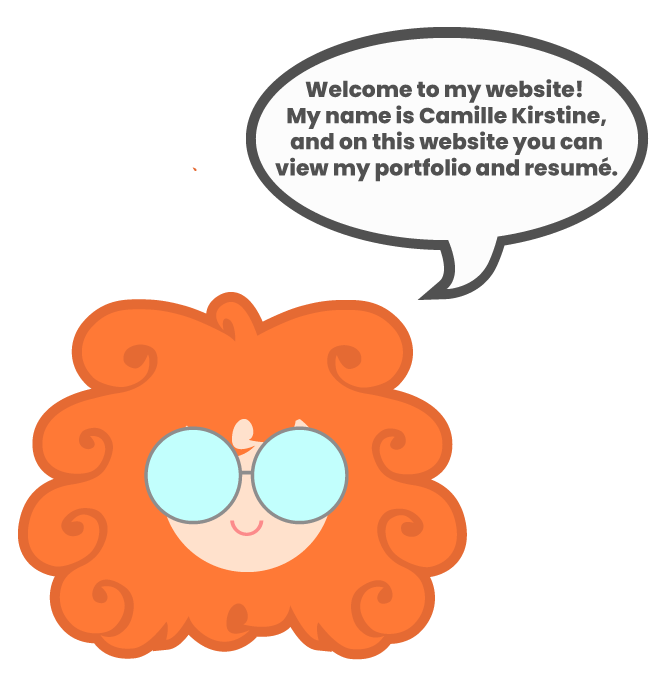 Welcome to my website!
My name is Camille Kirstine,
and on this website you can
view my portfolio and resumé.